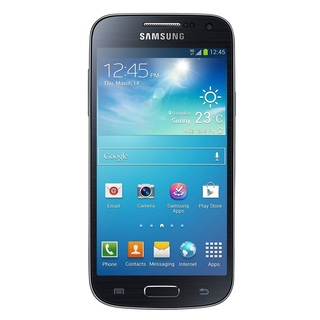 SAMSUNG
12:45
12:45 PM
Thu, March 14
Sunny 23°C
Google
Email
Camera
Samsung Apps
Play Store
Phone
Contacts
Messaging
Internet
Apps